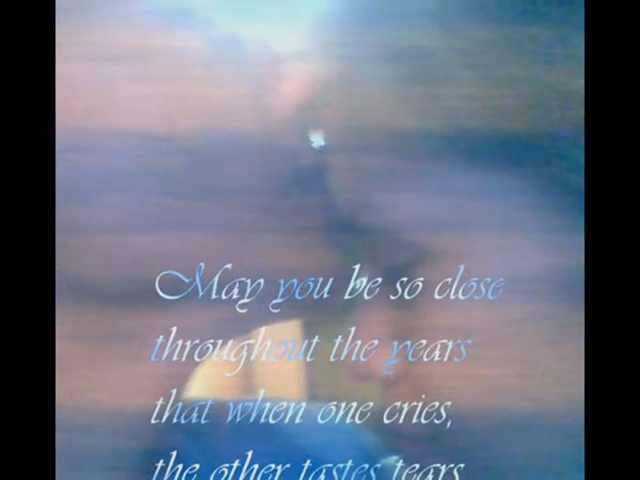 May you be so close
throughout the years
that when one cries,
the other tastes tears